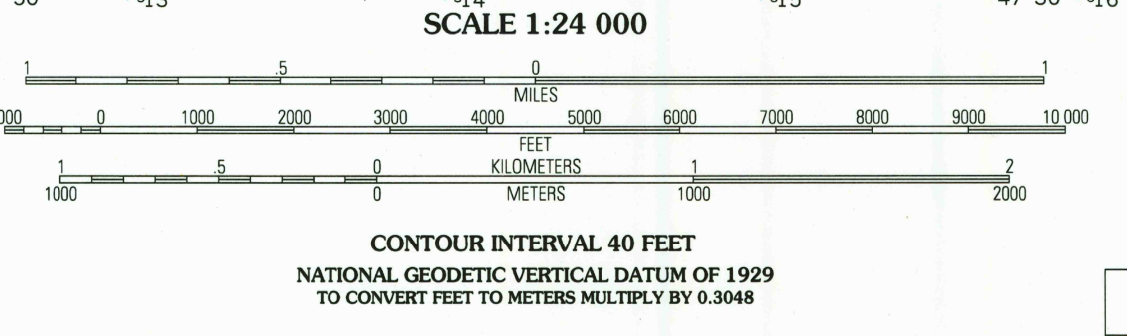 SCALE 1:24 000
1 .5 0 1
MILES
0 1000 2000 3000 4000 5000 6000 7000 8000 9000 10 000
FEET
1 .5 0 KILOMETERS 1 2
1000 0 METERS 1000 2000
CONTOUR INTERVAL 40 FEET
NATIONAL GEODETIC VERTICAL DATUM OF 1929
TO CONVERT FEET TO METERS MULTIPLY BY 0.3048